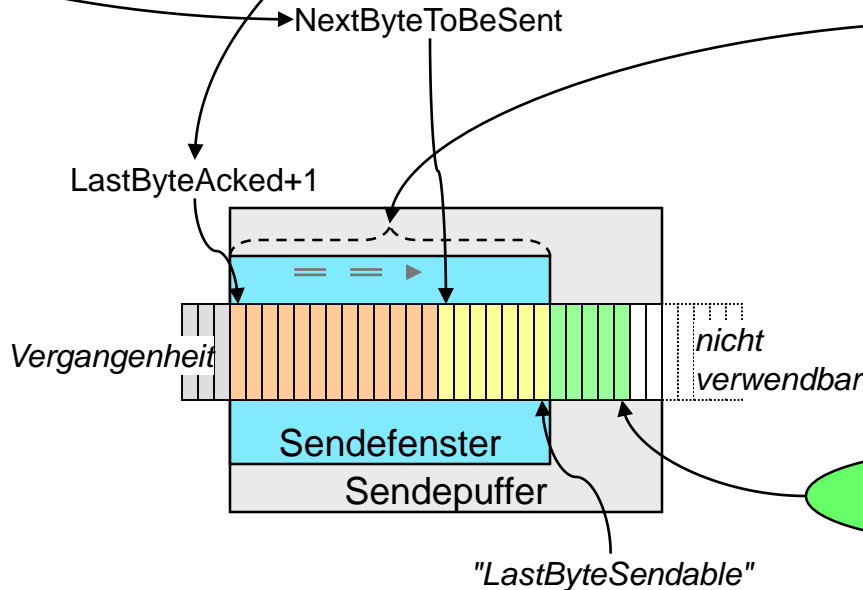 NextByteToBeSent
LastByteAcked+1
Vergangenheit
nicht
verwendbar
Sendefenster
Sendepuffer
"LastByteSendable"